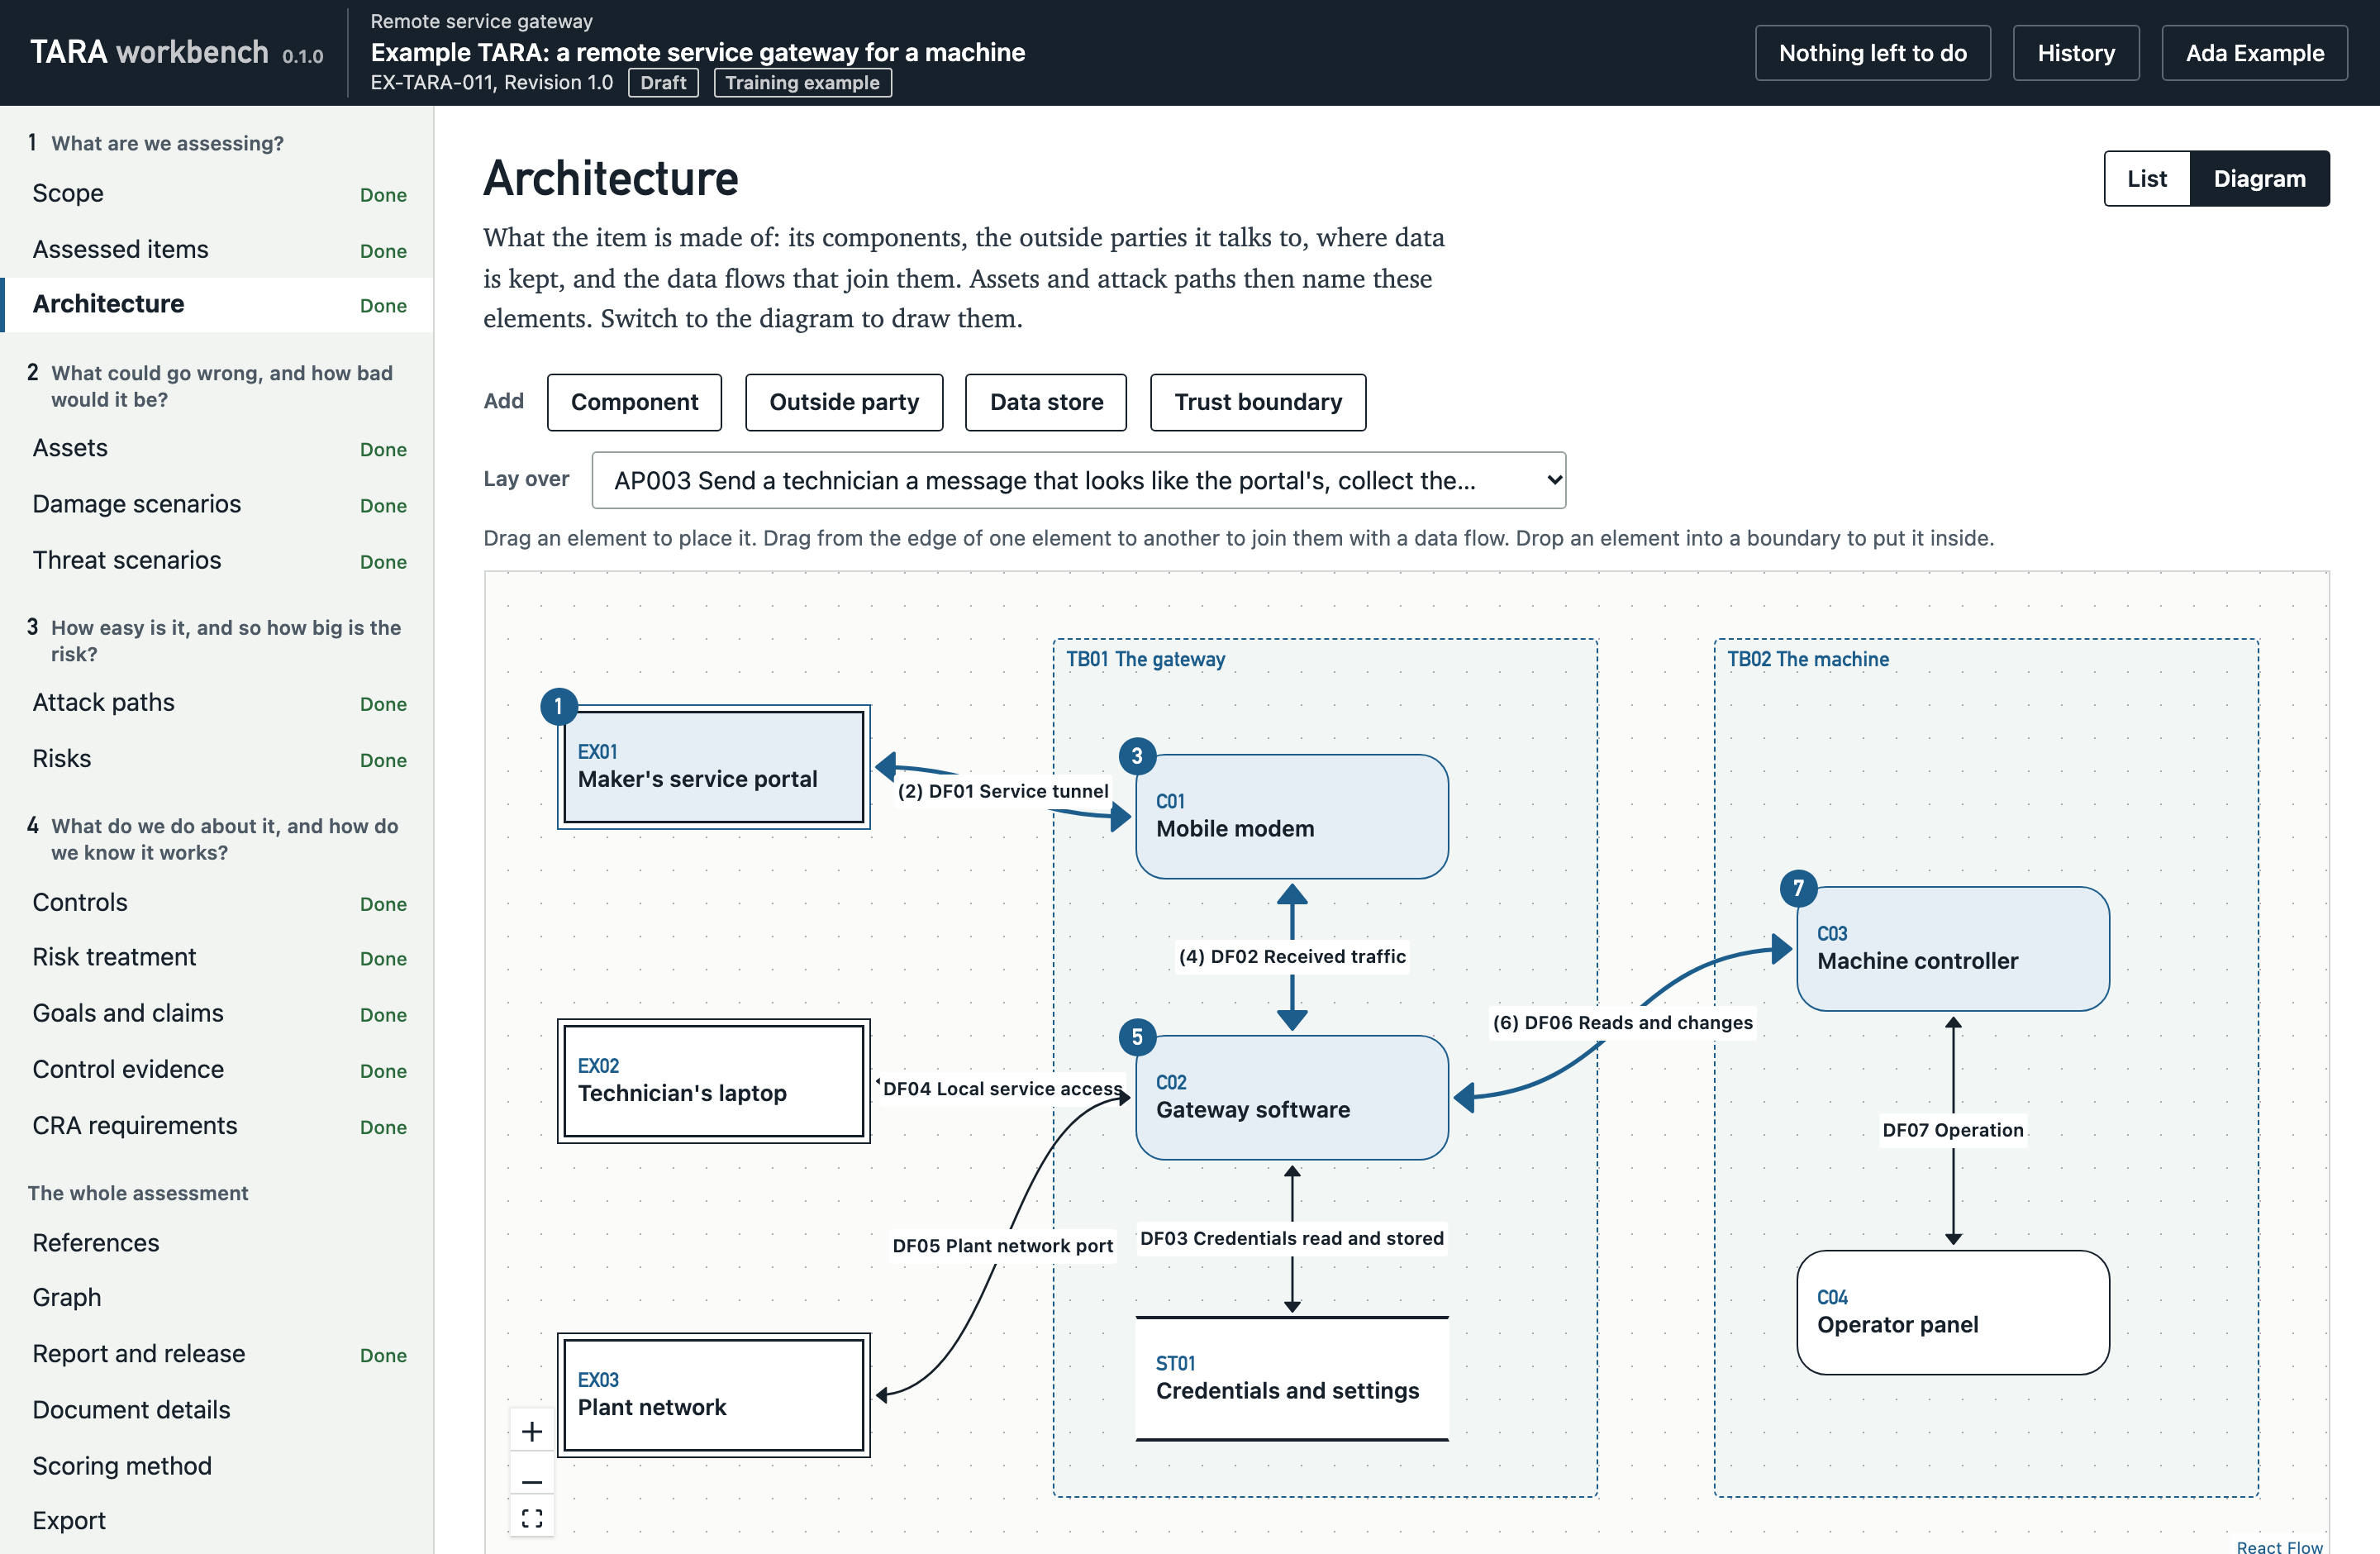 TARA workbench 0.1.0
Remote service gateway
Example TARA: a remote service gateway for a machine
EX-TARA-011, Revision 1.0 Draft Training example
Nothing left to do
History
Ada Example
1 What are we assessing?
Scope Done
Assessed items Done
Architecture Done
2 What could go wrong, and how bad
would it be?
Assets Done
Damage scenarios Done
Threat scenarios Done
3 How easy is it, and so how big is the
risk?
Attack paths Done
Risks Done
4 What do we do about it, and how do
we know it works?
Controls Done
Risk treatment Done
Goals and claims Done
Control evidence Done
CRA requirements Done
The whole assessment
References
Graph
Report and release Done
Document details
Scoring method
Export
Architecture
List Diagram
What the item is made of: its components, the outside parties it talks to, where data
is kept, and the data flows that join them. Assets and attack paths then name these
elements. Switch to the diagram to draw them.
Add Component Outside party Data store Trust boundary
Lay over AP003 Send a technician a message that looks like the portal's, collect the...
Drag an element to place it. Drag from the edge of one element to another to join them with a data flow. Drop an element into a boundary to put it inside.
TB01 The gateway
TB02 The machine
1
EX01
Maker's service portal
(2) DF01 Service tunnel
3
C01
Mobile modem
(4) DF02 Received traffic
7
C03
Machine controller
(6) DF06 Reads and changes
5
C02
Gateway software
EX02
Technician's laptop
DF04 Local service access
DF07 Operation
DF05 Plant network port
DF03 Credentials read and stored
C04
Operator panel
ST01
Credentials and settings
EX03
Plant network
+
−
React Flow